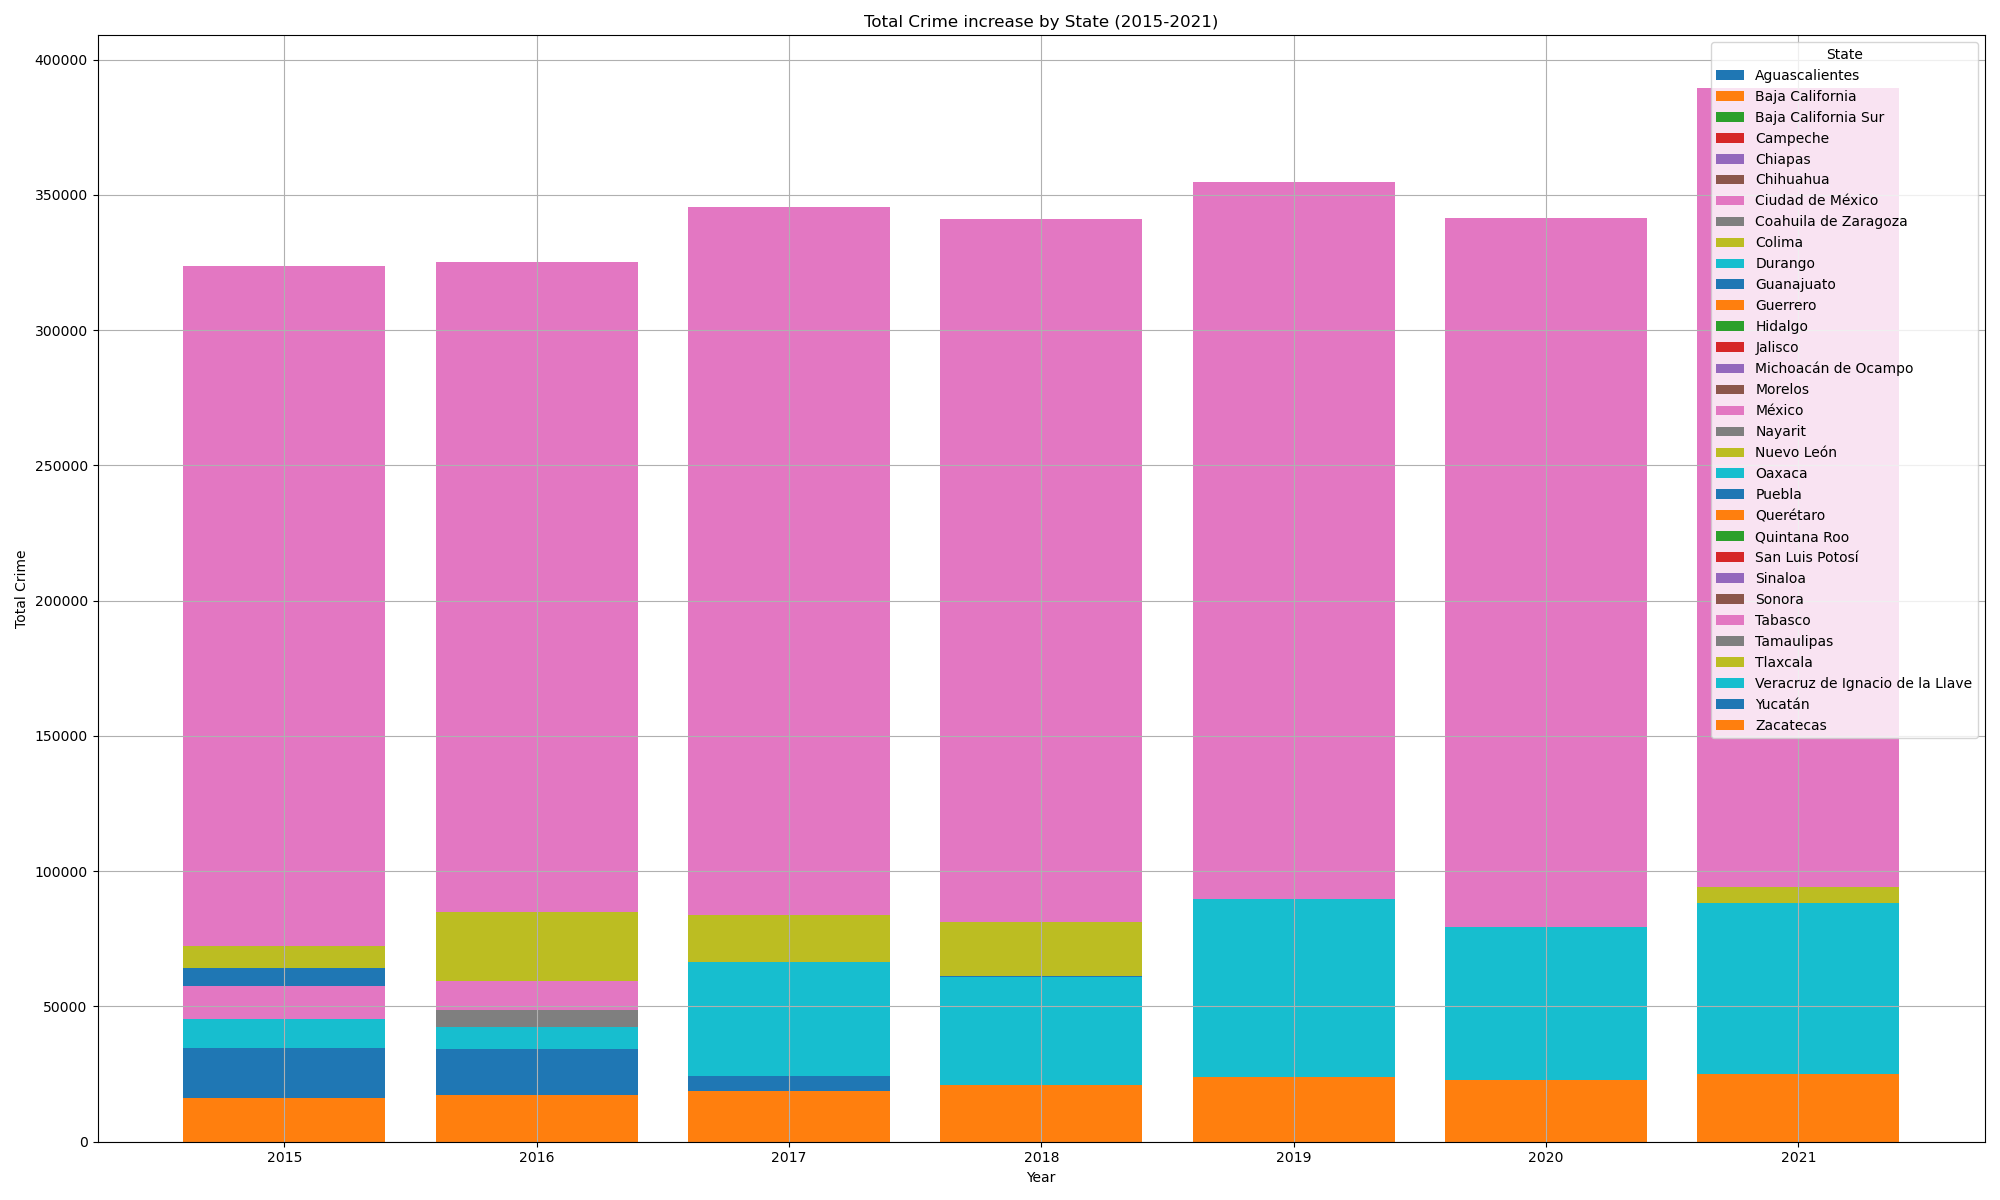 Total Crime increase by State (2015-2021)
400000
350000
300000
250000
200000
150000
100000
50000
0
Total Crime
2015
2016
2017
2018
2019
2020
2021
Year
State
Aguascalientes
Baja California
Baja California Sur
Campeche
Chiapas
Chihuahua
Ciudad de México
Coahuila de Zaragoza
Colima
Durango
Guanajuato
Guerrero
Hidalgo
Jalisco
Michoacán de Ocampo
Morelos
México
Nayarit
Nuevo León
Oaxaca
Puebla
Querétaro
Quintana Roo
San Luis Potosí
Sinaloa
Sonora
Tabasco
Tamaulipas
Tlaxcala
Veracruz de Ignacio de la Llave
Yucatán
Zacatecas